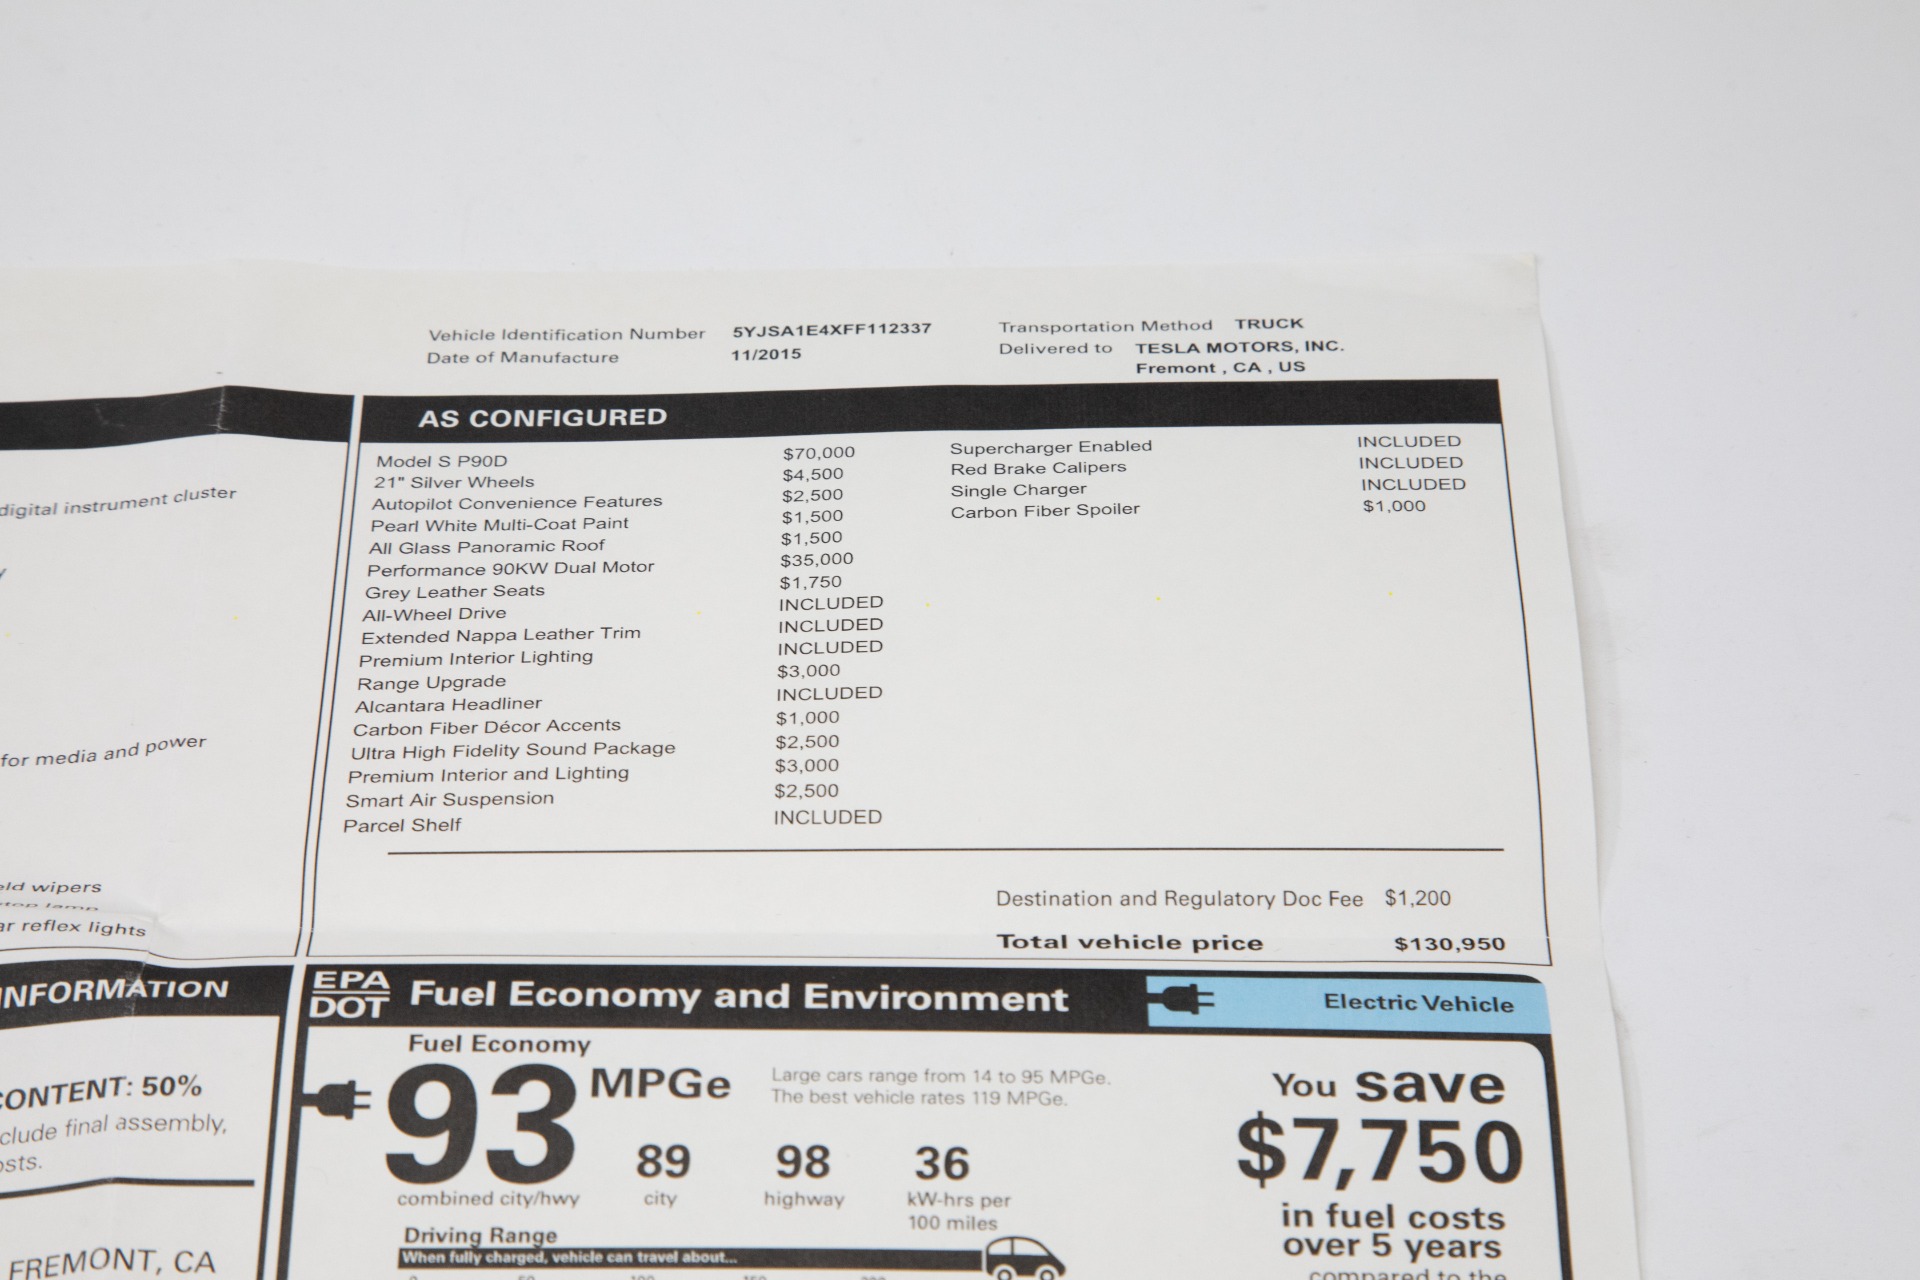 Vehicle Identification Number 5YJSA1E4XFF112337
Date of Manufacture 11/2015
Transportation Method TRUCK
Delivered to TESLA MOTORS, INC.
Fremont , CA , US
digital instrument cluster
for media and power
wipers
reflex lights
AS CONFIGURED
Model S P90D $70,000
21" Silver Wheels $4,500
Autopilot Convenience Features $2,500
Pearl White Multi-Coat Paint $1,500
All Glass Panoramic Roof $1,500
Performance 90KW Dual Motor $35,000
Grey Leather Seats $1,750
All-Wheel Drive INCLUDED
Extended Nappa Leather Trim INCLUDED
Premium Interior Lighting INCLUDED
Range Upgrade $3,000
Alcantara Headliner INCLUDED
Carbon Fiber Décor Accents $1,000
Ultra High Fidelity Sound Package $2,500
Premium Interior and Lighting $3,000
Smart Air Suspension $2,500
Parcel Shelf INCLUDED
Supercharger Enabled INCLUDED
Red Brake Calipers INCLUDED
Single Charger INCLUDED
Carbon Fiber Spoiler $1,000
Destination and Regulatory Doc Fee $1,200
Total vehicle price $130,950
INFORMATION
CONTENT: 50%
final assembly,
FREMONT, CA
EPA
DOT
Fuel Economy and Environment
Electric Vehicle
Fuel Economy
93 MPGe
combined city/hwy
89
city
98
highway
36
kW-hrs per
100 miles
Large cars range from 14 to 95 MPGe.
The best vehicle rates 119 MPGe.
Driving Range
When fully charged, vehicle can travel about...
You save
$7,750
in fuel costs
over 5 years
compared to the